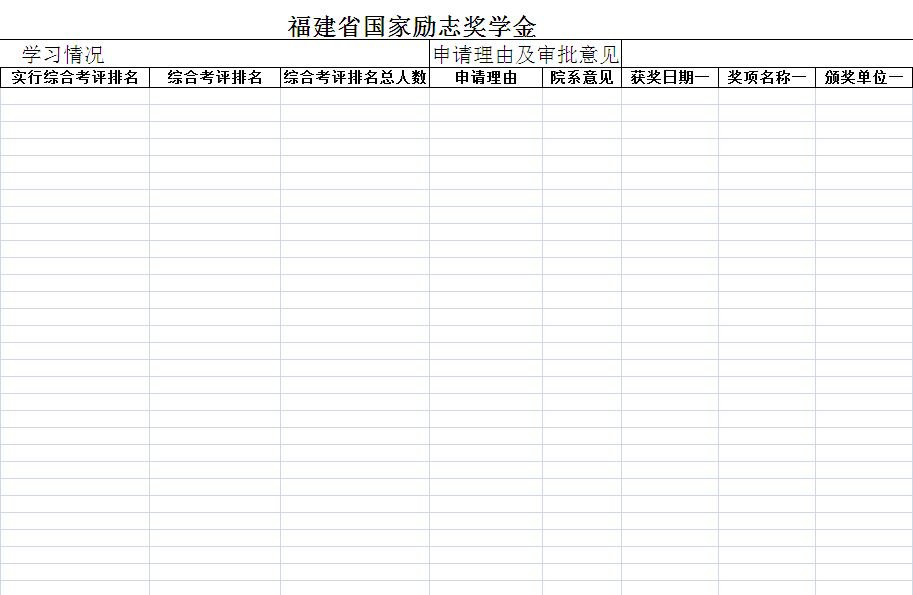 福建省国家励志奖学金
学习情况 申请理由及审批意见
实行综合考评排名 综合考评排名 综合考评排名总人数 申请理由 院系意见 获奖日期一 奖项名称一 颁奖单位一